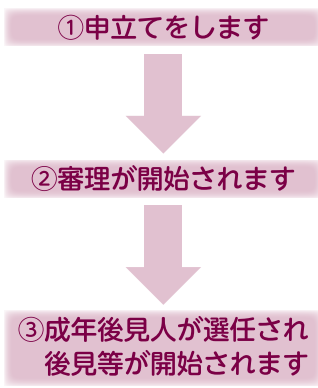 ①申立てをします
②審理が開始されます
③成年後見人が選任され
後見等が開始されます